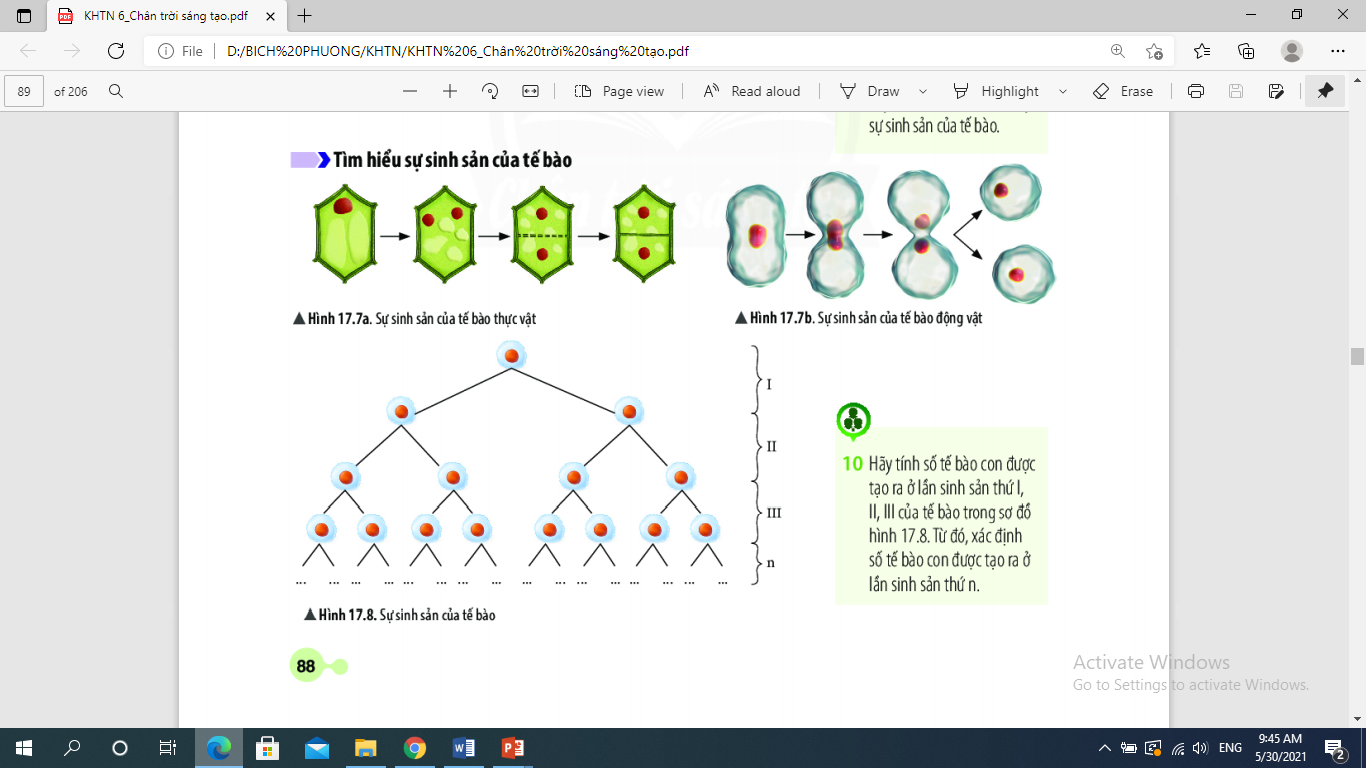 KHTN 6_Chân trời sáng tạo.pdf
File
D:/BICH%20PHUONG/KHTN/KHTN%206_Chân%20trời%20sáng%20tạo.pdf
89
of 206
Page view
Read aloud
Draw
Highlight
Erase
sự sinh sản của tế bào.
Tìm hiểu sự sinh sản của tế bào
▲ Hình 17.7a. Sự sinh sản của tế bào thực vật
▲ Hình 17.7b. Sự sinh sản của tế bào động vật
I
II
III
n
... ... ... ... ... ... ... ... ... ... ... ... ... ... ... ...
▲ Hình 17.8. Sự sinh sản của tế bào
10 Hãy tính số tế bào con được
tạo ra ở lần sinh sản thứ I,
II, III của tế bào trong sơ đồ
hình 17.8. Từ đó, xác định
số tế bào con được tạo ra ở
lần sinh sản thứ n.
88
Activate Windows
Go to Settings to activate Windows.
ENG
9:45 AM
5/30/2021
2